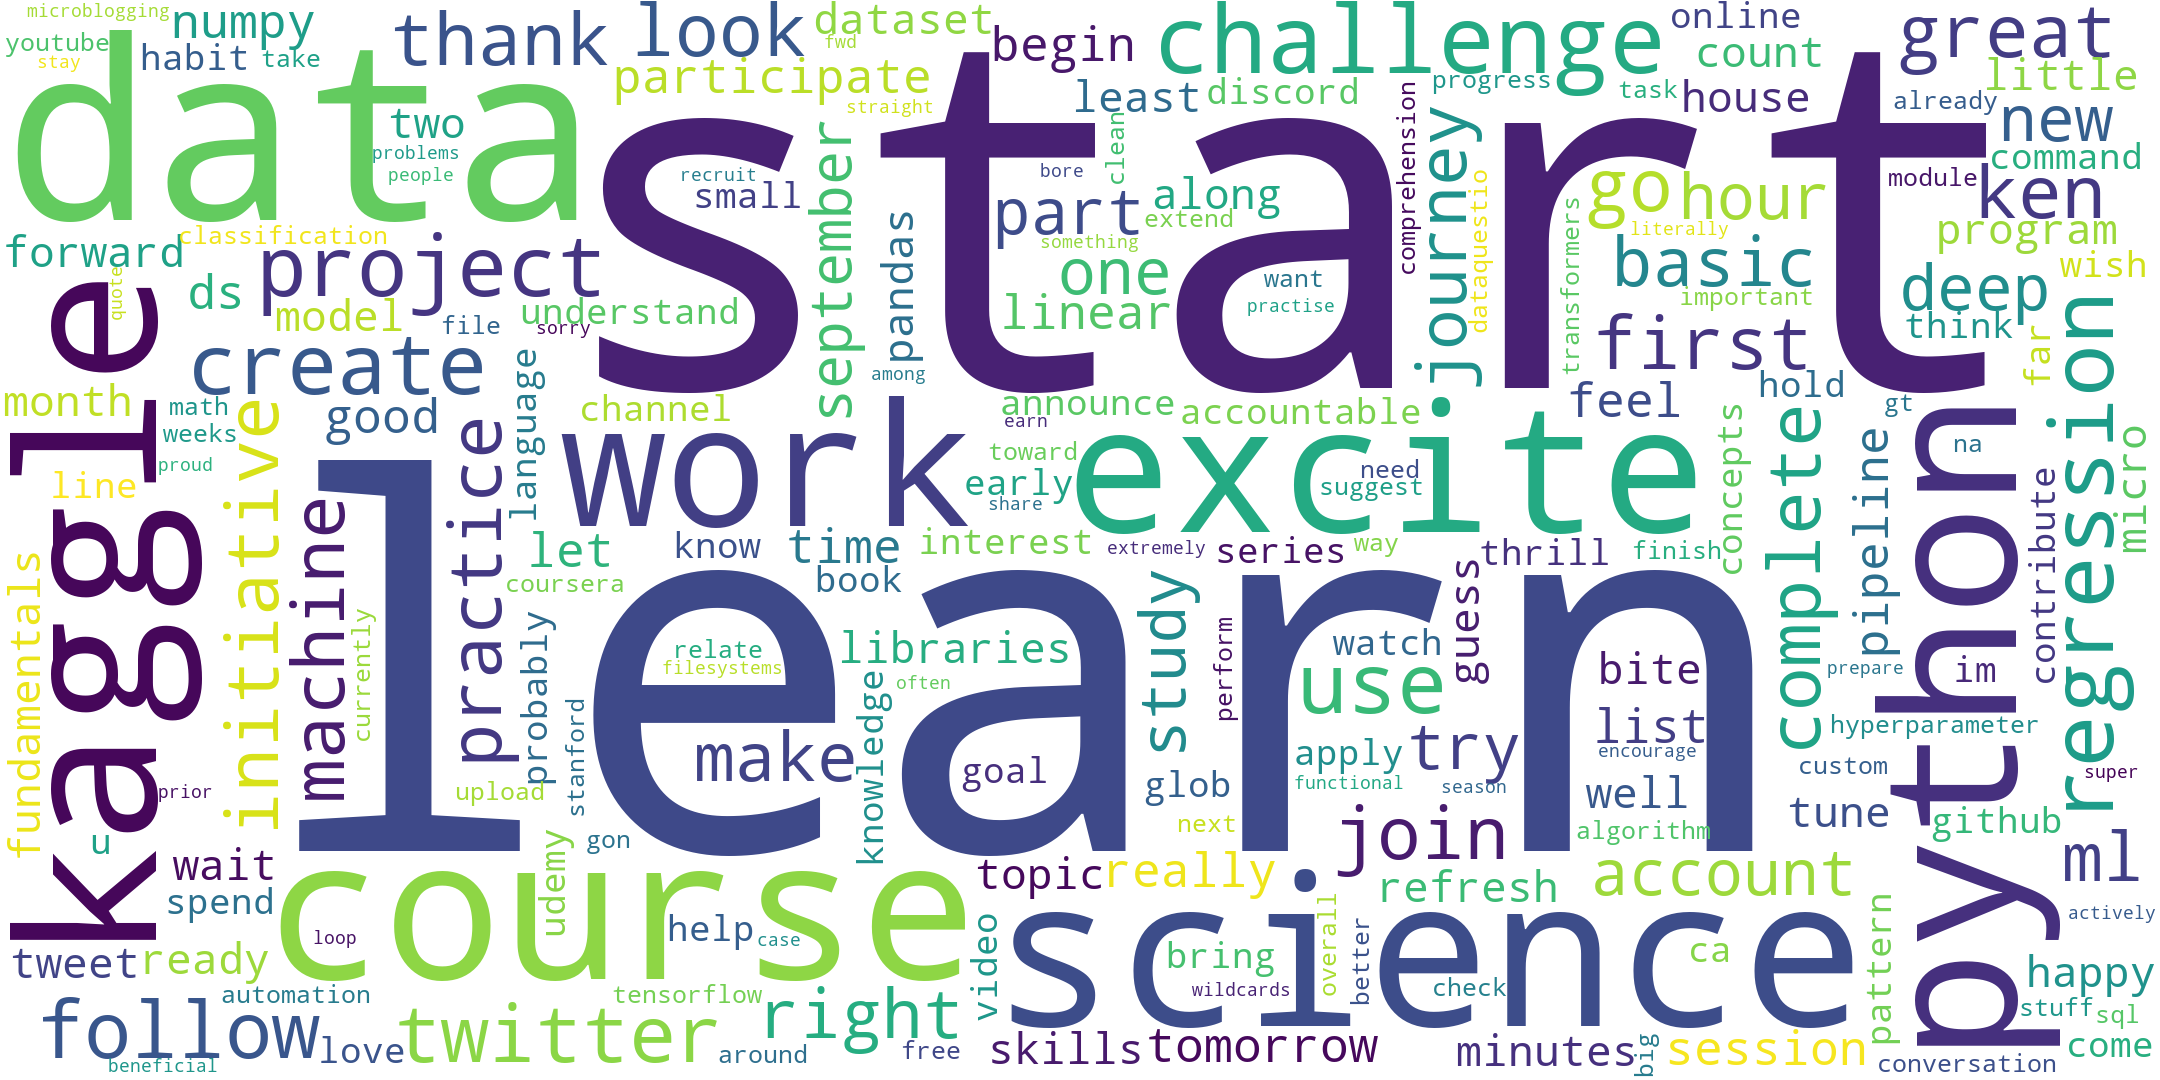 microblogging
numpy
thank
look
dataset
fwd
begin
challenge
online
count
great
little
youtube
stay
habit
take
data
participate
straight
least
discord
progress
task
house
already
new
command
two
problems
people
start
recruit
small
bore
clean
part
along
extend
something
comprehension
journey
dataquestio
transformers
go
hour
literally
module
ken
program
wish
forward
classification
quote
ds
project
model
file
understand
sorry
september
pandas
among
one
linear
want
practise
basic
important
first
deep
think
far
regression
kaggle
create
month
math
weeks
proud
good
language
channel
work
announce
earn
toward
early
share
accountable
excite
need
suggest
feel
hold
gt
concepts
complete
pipeline
na
python
contribute
micro
line
initiative
machine
practice
let
coursera
know
time
book
interest
extremely
series
way
thrill
finish
fundamentals
currently
probably
stanford
learn
relate
filesystems
libraries
often
knowledge
study
perform
watch
use
guess
bite
list
encourage
im
prepare
hyperparameter
make
goal
glob
apply
functional
try
season
well
custom
tune
super
prior
upload
gon
next
algorithm
github
u
wait
spend
course
udemy
topic
really
join
refresh
account
ml
actively
tweet
ready
loop
help
case
video
science
bring
wildcards
overall
better
check
ca
pattern
happy
stuff
sql
follow
automation
love
beneficial
twitter
tensorflow
around
right
free
skills
tomorrow
minutes
big
session
conversation
come